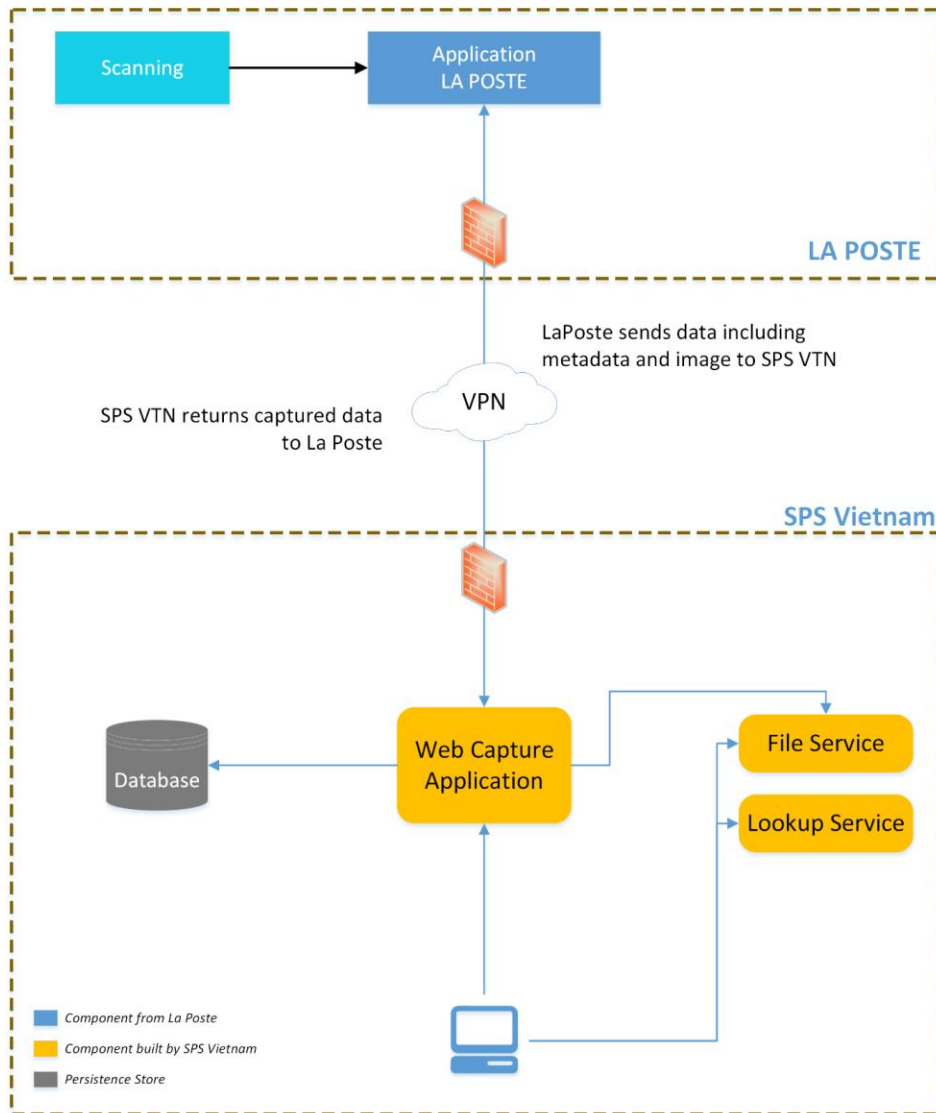 Scanning
Application
LA POSTE
LA POSTE
LaPoste sends data including
metadata and image to SPS VTN
VPN
SPS VTN returns captured data
to La Poste
SPS Vietnam
Web Capture
Application
File Service
Database
Lookup Service
Component from La Poste
Component built by SPS Vietnam
Persistence Store